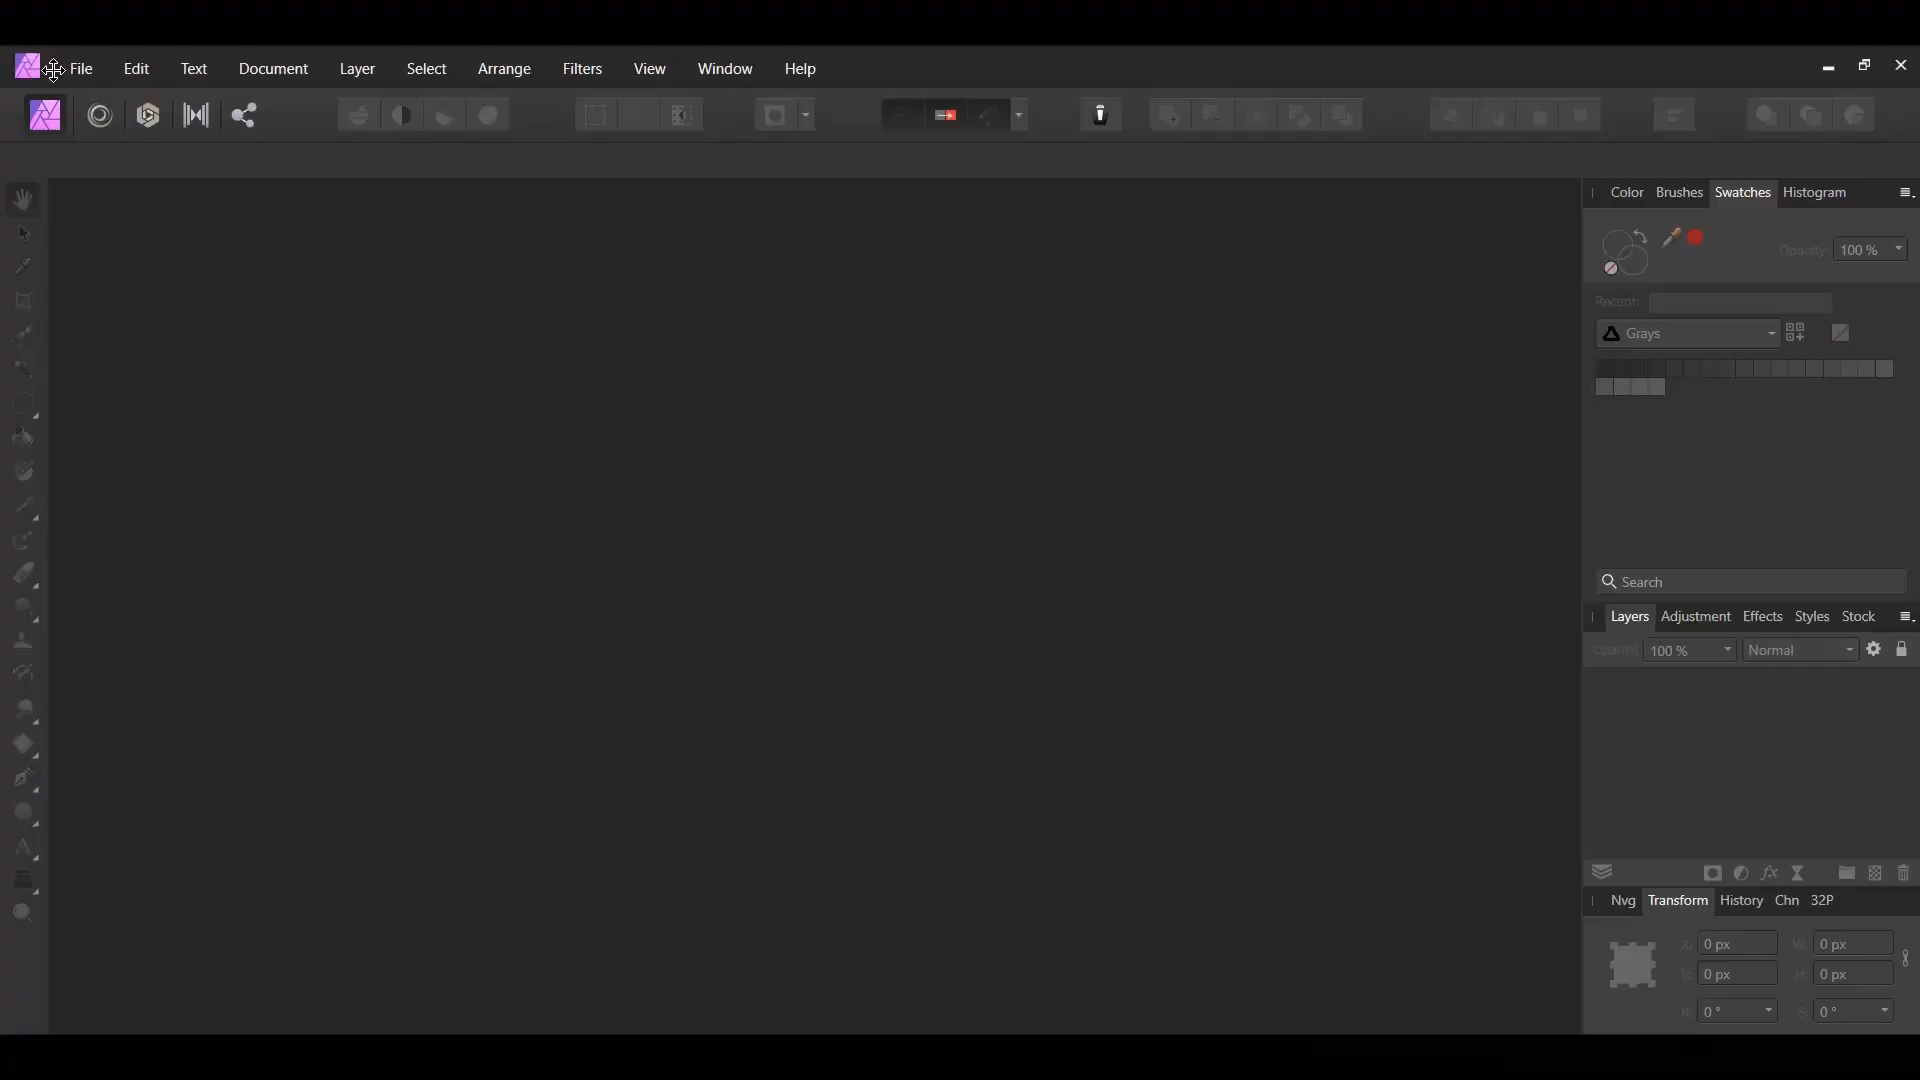 File Edit Text Document Layer Select Arrange Filters View Window Help
Color Brushes Swatches Histogram
Opacity: 100 %
Recent:
Grays
Search
Layers Adjustment Effects Styles Stock
Opacity: 100 % Normal
Nvg Transform History Chn 32P
X: 0 px W: 0 px
Y: 0 px H: 0 px
R: 0 ° S: 0 °